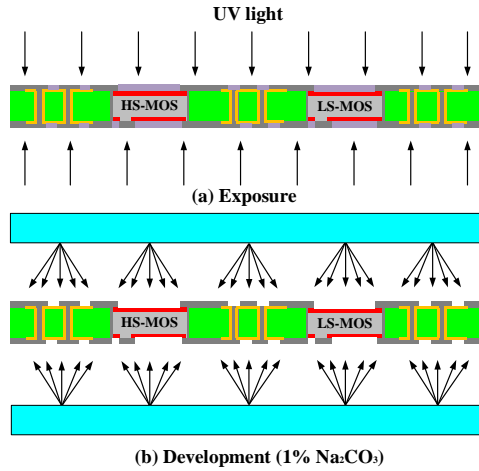 UV light
HS-MOS LS-MOS
(a) Exposure
HS-MOS LS-MOS
(b) Development (1% Na₂CO₃)